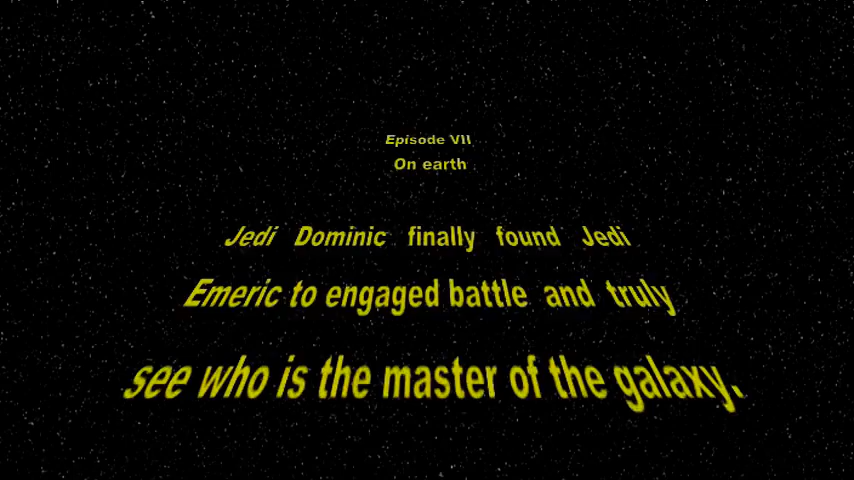 Episode VII
On earth
Jedi Dominic finally found Jedi
Emeric to engaged battle and truly
see who is the master of the galaxy.